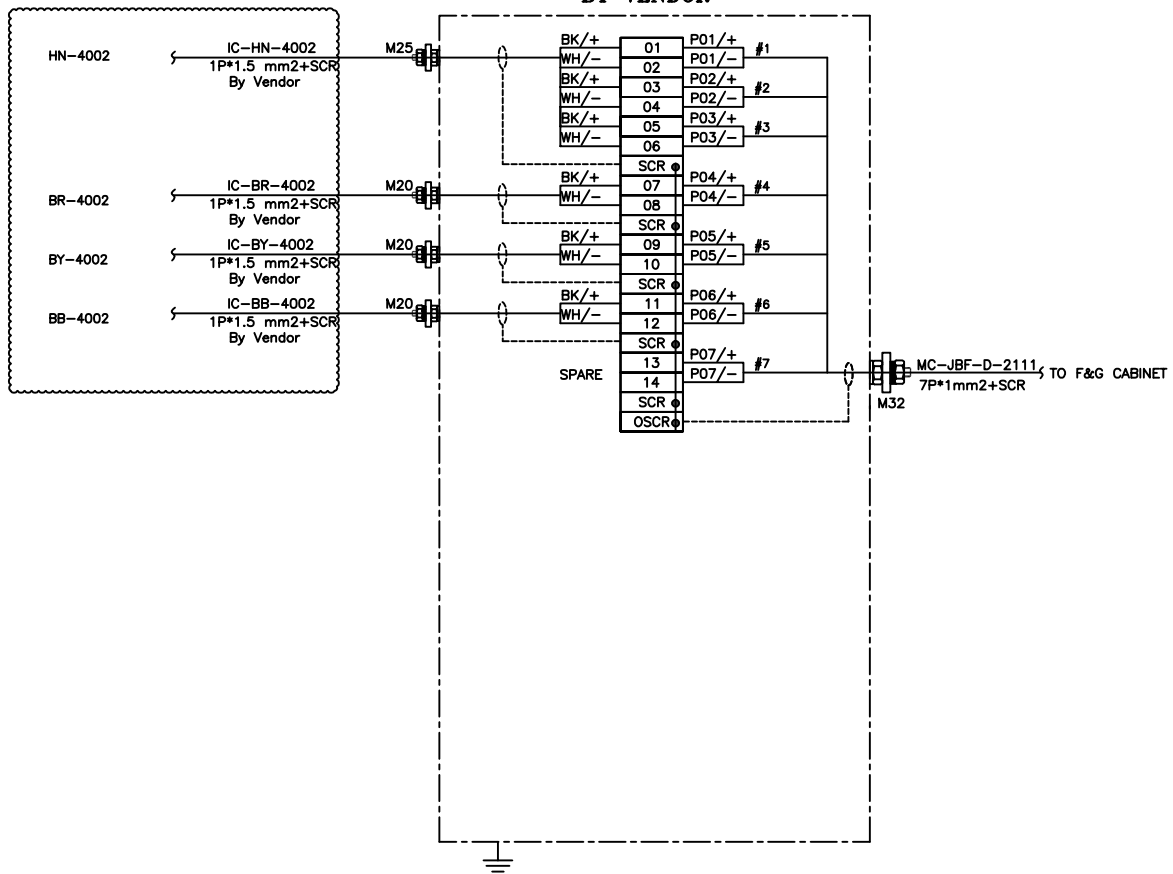 BY VENDOR
HN-4002
IC-HN-4002
1P*1.5 mm2+SCR
By Vendor
M25
BR-4002
IC-BR-4002
1P*1.5 mm2+SCR
By Vendor
M20
BY-4002
IC-BY-4002
1P*1.5 mm2+SCR
By Vendor
M20
BB-4002
IC-BB-4002
1P*1.5 mm2+SCR
By Vendor
M20
BK/+ 01 P01/+ #1
WH/- 02 P01/-
BK/+ 03 P02/+ #2
WH/- 04 P02/-
BK/+ 05 P03/+ #3
WH/- 06 P03/-
SCR
BK/+ 07 P04/+ #4
WH/- 08 P04/-
SCR
BK/+ 09 P05/+ #5
WH/- 10 P05/-
SCR
BK/+ 11 P06/+ #6
WH/- 12 P06/-
SCR
SPARE 13 P07/+ #7
14 P07/-
SCR
OSCR
M32
MC-JBF-D-2111
7P*1mm2+SCR
TO F&G CABINET